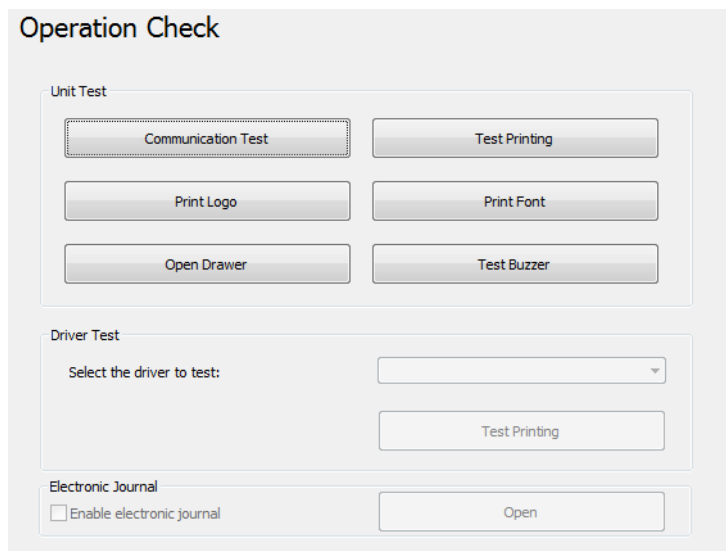 Operation Check
Unit Test
Communication Test
Test Printing
Print Logo
Print Font
Open Drawer
Test Buzzer
Driver Test
Select the driver to test:
Test Printing
Electronic Journal
Enable electronic journal
Open